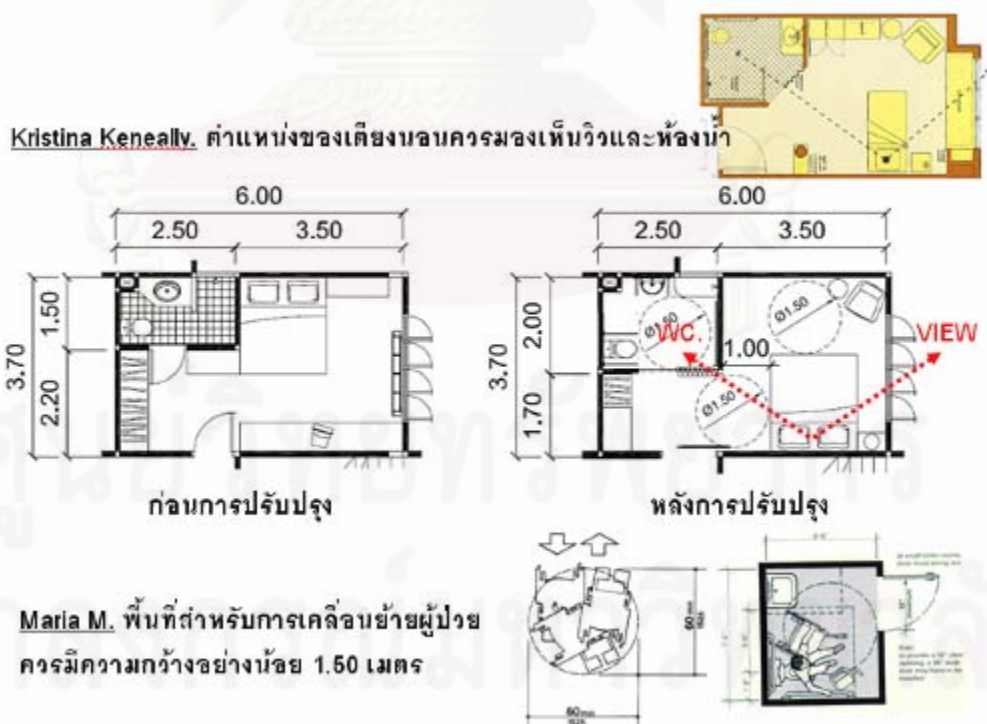 Kristina Keneally. ตำแหน่งของเตียงนอนควรมองเห็นวิวและห้องน้ำ
6.00
2.50
3.50
3.70
1.50
2.20
ก่อนการปรับปรุง
6.00
2.50
3.50
3.70
2.00
1.70
Ø1.50
Ø1.50
Ø1.50
1.00
WC.
VIEW
หลังการปรับปรุง
Maria M. พื้นที่สำหรับการเคลื่อนย้ายผู้ป่วย
ควรมีความกว้างอย่างน้อย 1.50 เมตร
60
60